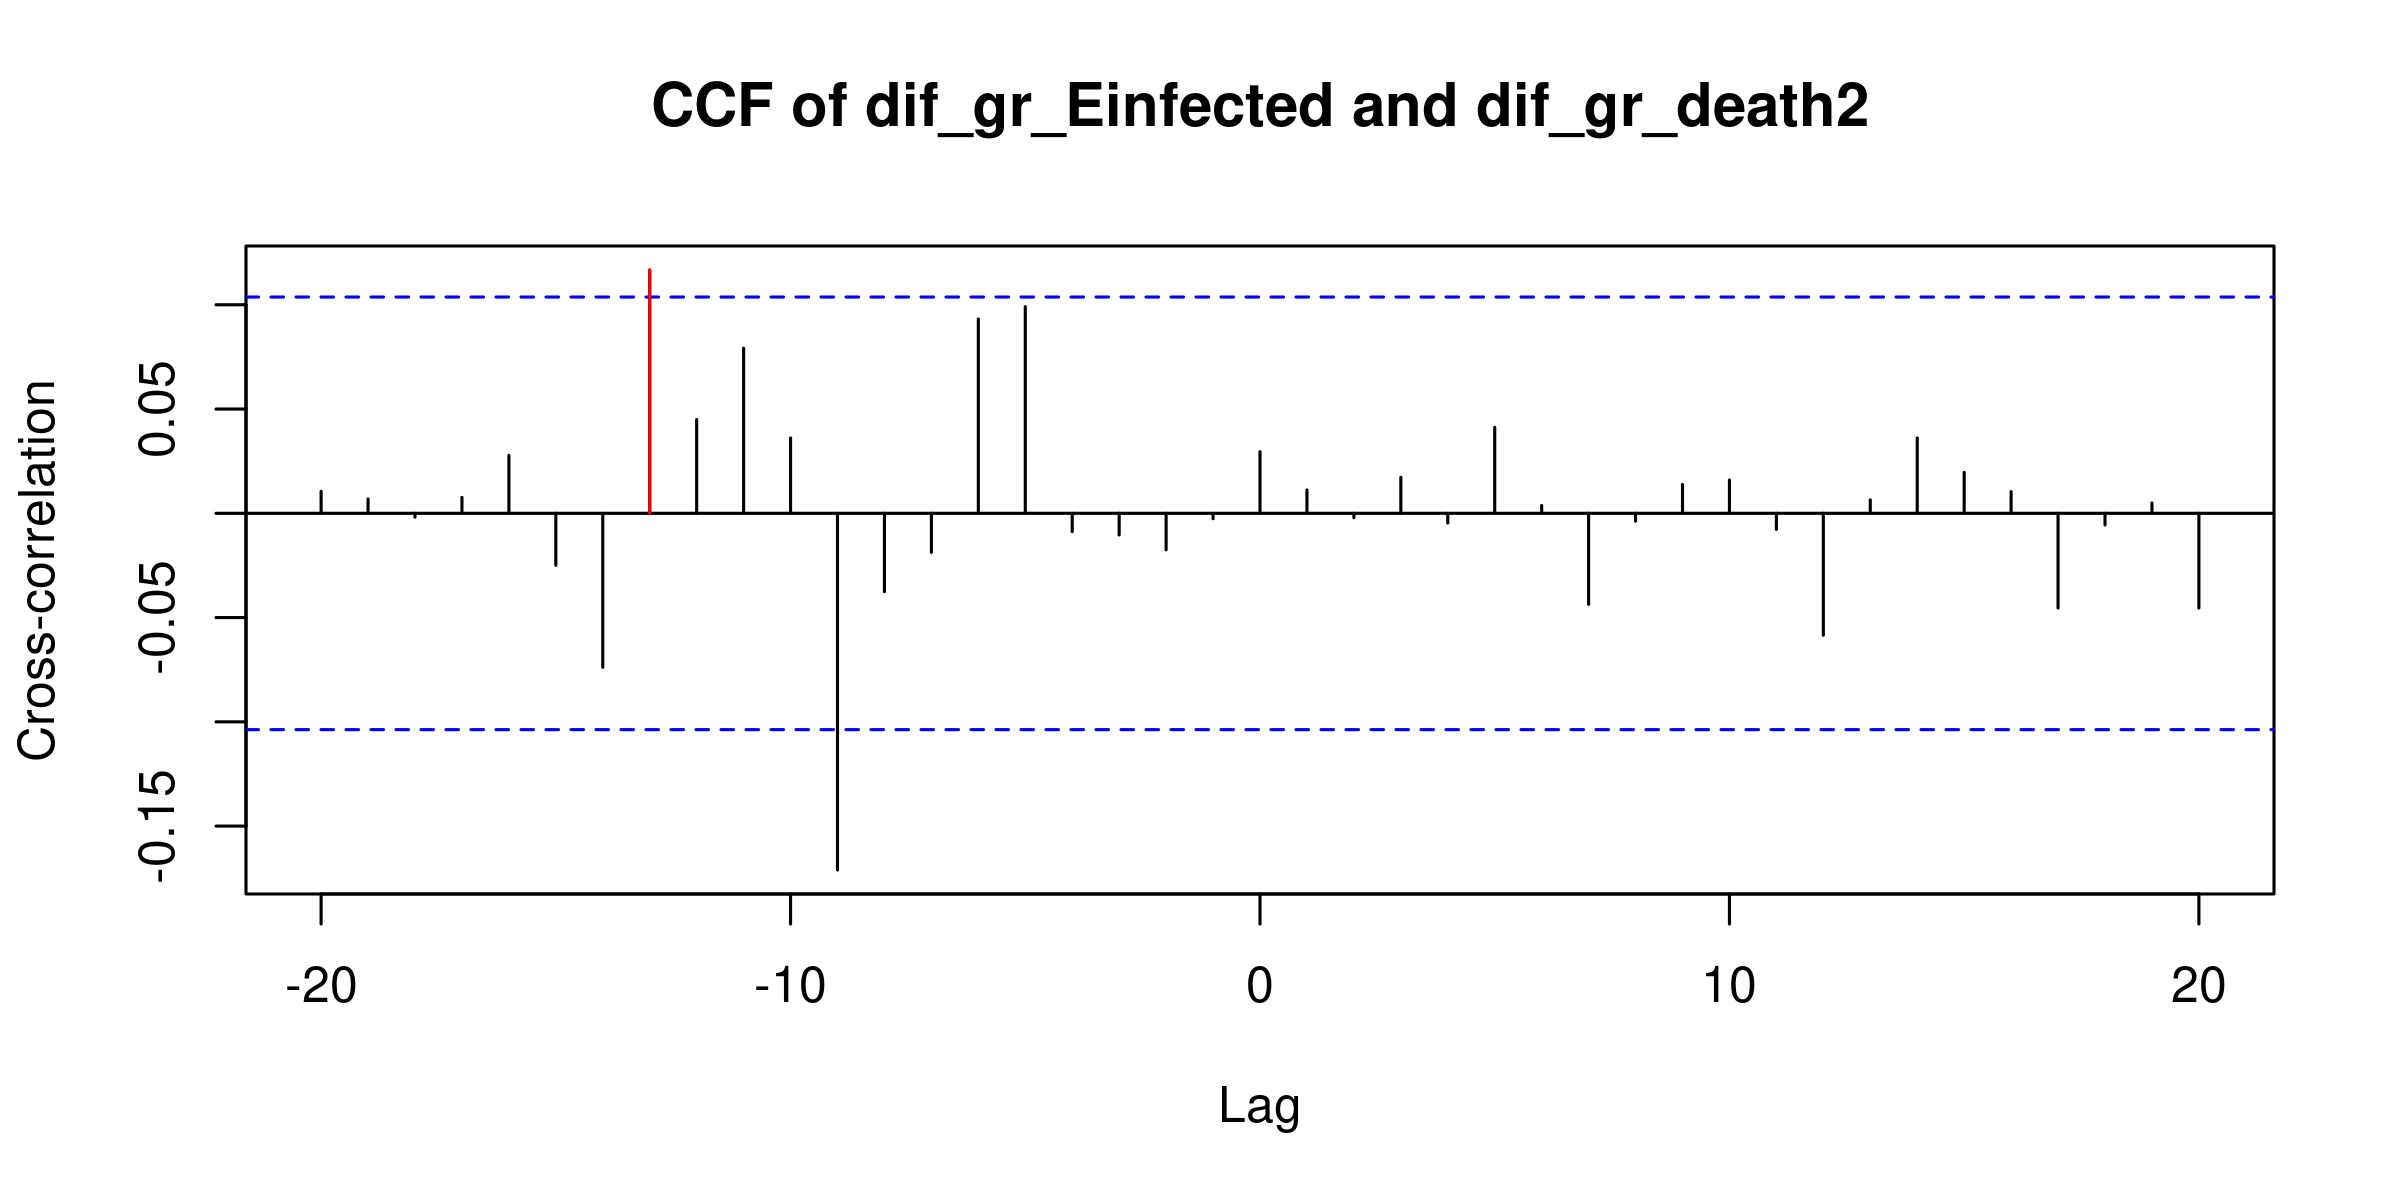 CCF of dif_gr_Einfected and dif_gr_death2
Cross-correlation
0.05
-0.05
-0.15
-20 -10 0 10 20
Lag